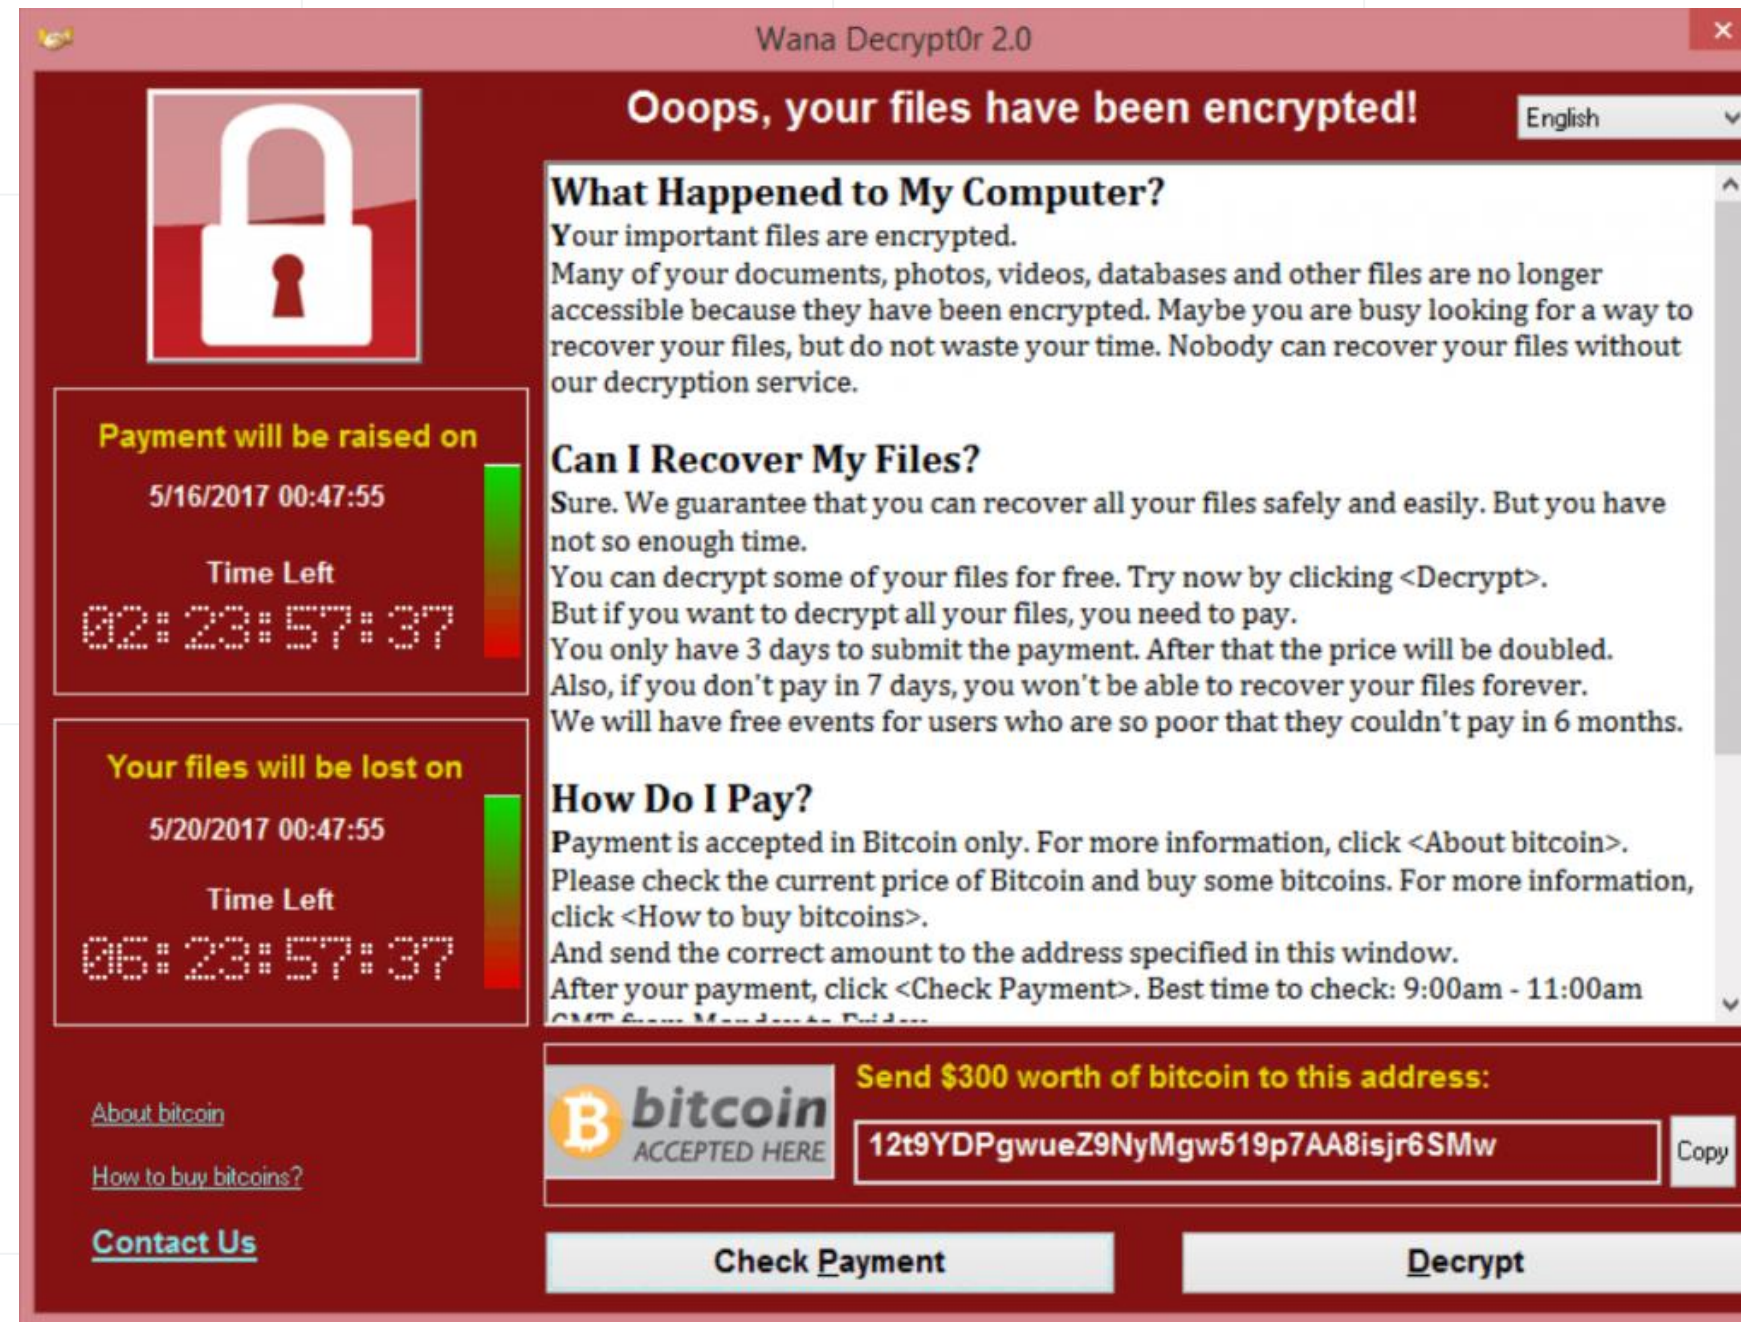 Wana Decrypt0r 2.0
Ooops, your files have been encrypted!
English
What Happened to My Computer?
Your important files are encrypted.
Many of your documents, photos, videos, databases and other files are no longer
accessible because they have been encrypted. Maybe you are busy looking for a way to
recover your files, but do not waste your time. Nobody can recover your files without
our decryption service.
Can I Recover My Files?
Sure. We guarantee that you can recover all your files safely and easily. But you have
not so enough time.
You can decrypt some of your files for free. Try now by clicking <Decrypt>.
But if you want to decrypt all your files, you need to pay.
You only have 3 days to submit the payment. After that the price will be doubled.
Also, if you don't pay in 7 days, you won't be able to recover your files forever.
We will have free events for users who are so poor that they couldn't pay in 6 months.
How Do I Pay?
Payment is accepted in Bitcoin only. For more information, click <About bitcoin>.
Please check the current price of Bitcoin and buy some bitcoins. For more information,
click <How to buy bitcoins>.
And send the correct amount to the address specified in this window.
After your payment, click <Check Payment>. Best time to check: 9:00am - 11:00am
GMT from Monday to Friday
Payment will be raised on
5/16/2017 00:47:55
Time Left
02:23:57:37
Your files will be lost on
5/20/2017 00:47:55
Time Left
06:23:57:37
About bitcoin
How to buy bitcoins?
Contact Us
bitcoin
ACCEPTED HERE
Send $300 worth of bitcoin to this address:
12t9YDPgwueZ9NyMgw519p7AA8isjr6SMw
Copy
Check Payment
Decrypt